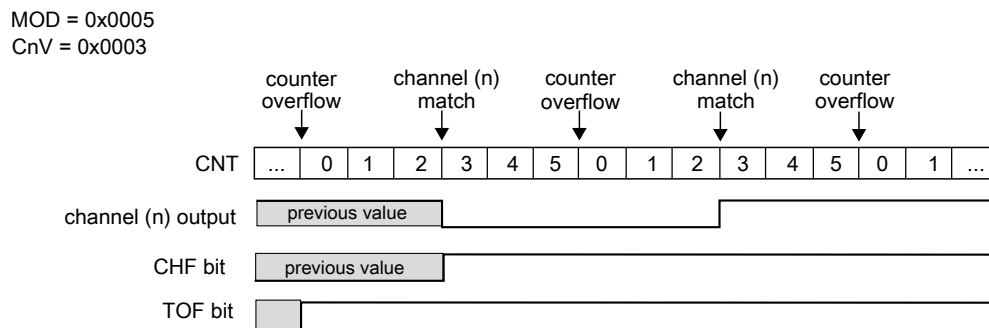 MOD = 0x0005
CnV = 0x0003
counter overflow
channel (n) match
counter overflow
channel (n) match
counter overflow
CNT ... 0 1 2 3 4 5 0 1 2 3 4 5 0 1 ...
channel (n) output previous value
CHF bit previous value
TOF bit